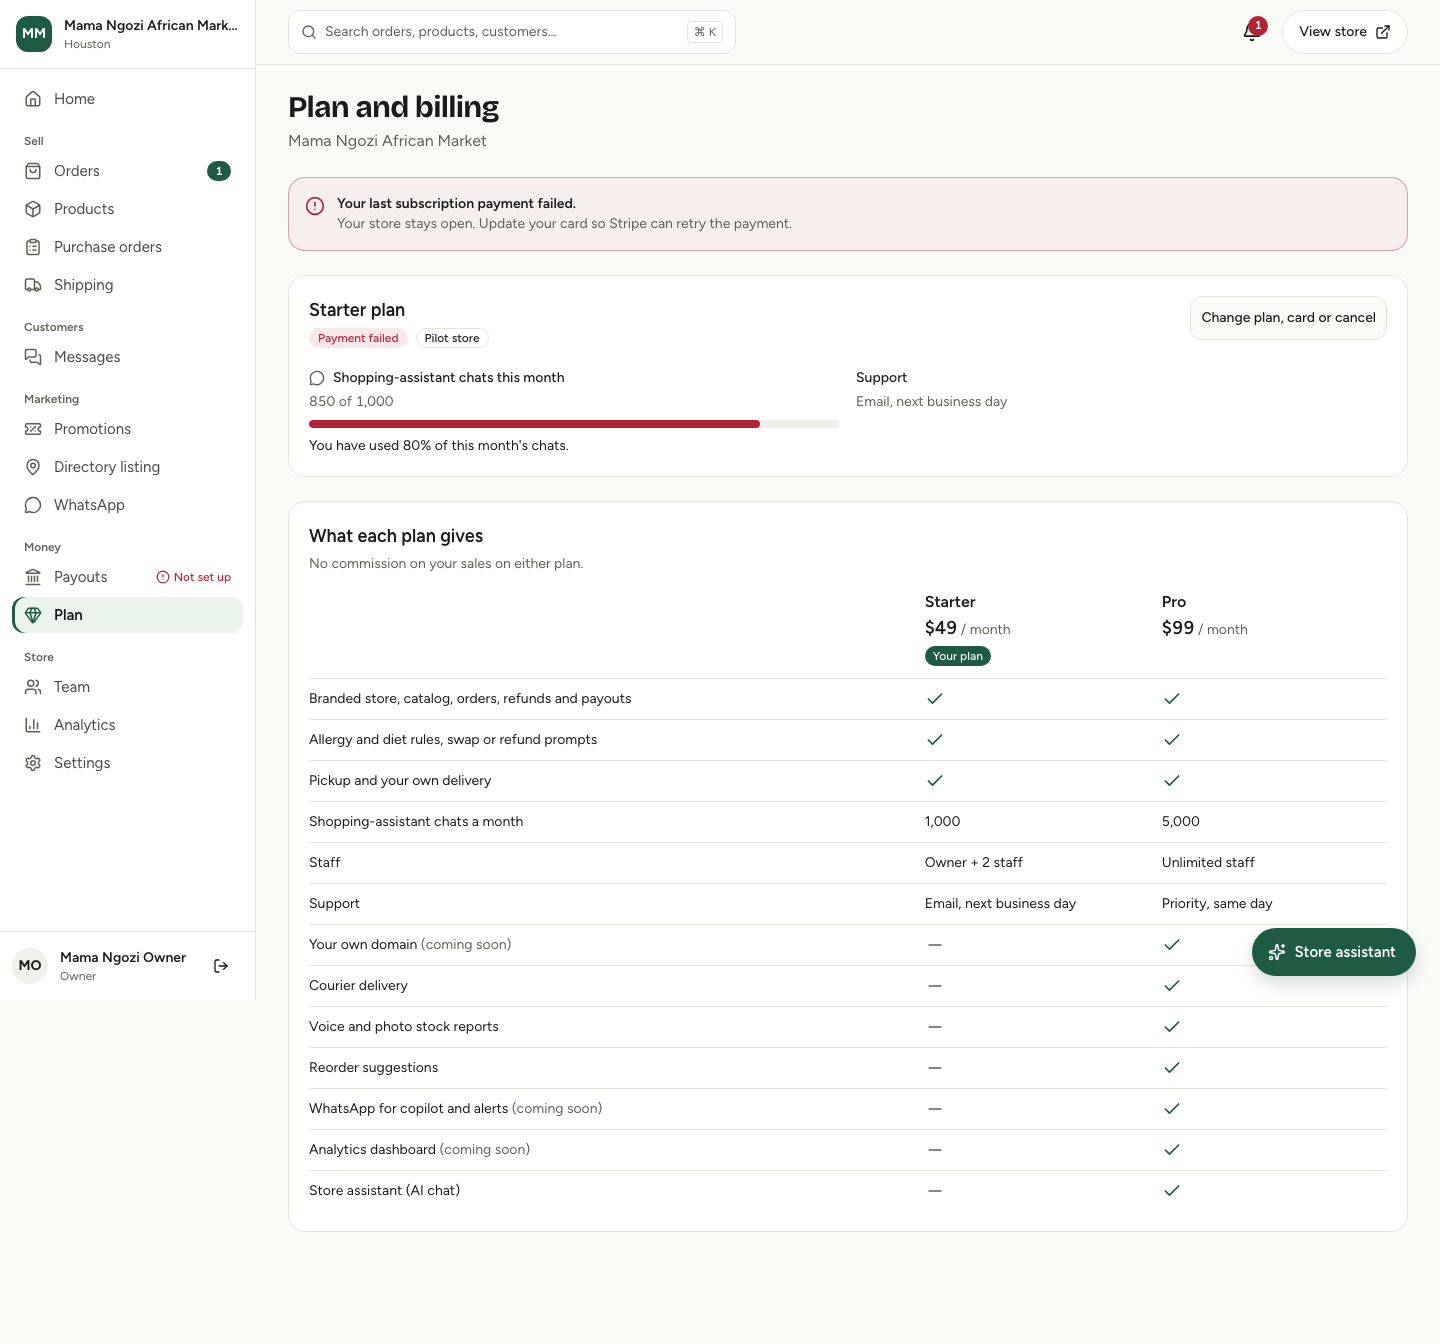 MM
Mama Ngozi African Mark...
Houston
Search orders, products, customers...
⌘ K
1
View store
Home
Sell
Orders
1
Products
Purchase orders
Shipping
Customers
Messages
Marketing
Promotions
Directory listing
WhatsApp
Money
Payouts
Not set up
Plan
Store
Team
Analytics
Settings
MO
Mama Ngozi Owner
Owner
Plan and billing
Mama Ngozi African Market
Your last subscription payment failed.
Your store stays open. Update your card so Stripe can retry the payment.
Starter plan
Payment failed
Pilot store
Change plan, card or cancel
Shopping-assistant chats this month
850 of 1,000
You have used 80% of this month's chats.
Support
Email, next business day
What each plan gives
No commission on your sales on either plan.
Starter
$49 / month
Your plan
Pro
$99 / month
Branded store, catalog, orders, refunds and payouts
Allergy and diet rules, swap or refund prompts
Pickup and your own delivery
Shopping-assistant chats a month 1,000 5,000
Staff Owner + 2 staff Unlimited staff
Support Email, next business day Priority, same day
Your own domain (coming soon) —
Courier delivery —
Voice and photo stock reports —
Reorder suggestions —
WhatsApp for copilot and alerts (coming soon) —
Analytics dashboard (coming soon) —
Store assistant (AI chat) —
Store assistant